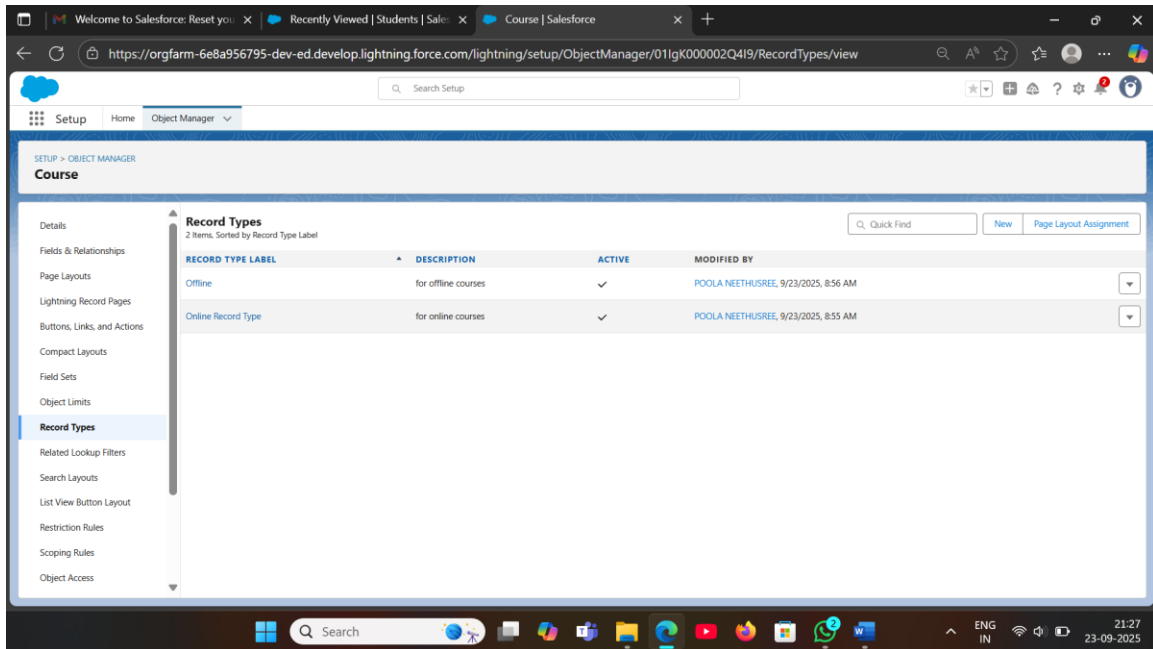 Welcome to Salesforce: Reset you
Recently Viewed | Students | Sales
Course | Salesforce
https://orgfarm-6e8a956795-dev-ed.develop.lightning.force.com/lightning/setup/ObjectManager/01IgK000002Q4I9/RecordTypes/view
Search Setup
2
Setup Home Object Manager
SETUP > OBJECT MANAGER
Course
Details
Fields & Relationships
Page Layouts
Lightning Record Pages
Buttons, Links, and Actions
Compact Layouts
Field Sets
Object Limits
Record Types
Related Lookup Filters
Search Layouts
List View Button Layout
Restriction Rules
Scoping Rules
Object Access
Record Types
2 Items, Sorted by Record Type Label
Quick Find New Page Layout Assignment
RECORD TYPE LABEL DESCRIPTION ACTIVE MODIFIED BY
Offline for offline courses POOLA NEETHUSREE, 9/23/2025, 8:56 AM
Online Record Type for online courses POOLA NEETHUSREE, 9/23/2025, 8:55 AM
Search
2
ENG
IN
21:27
23-09-2025